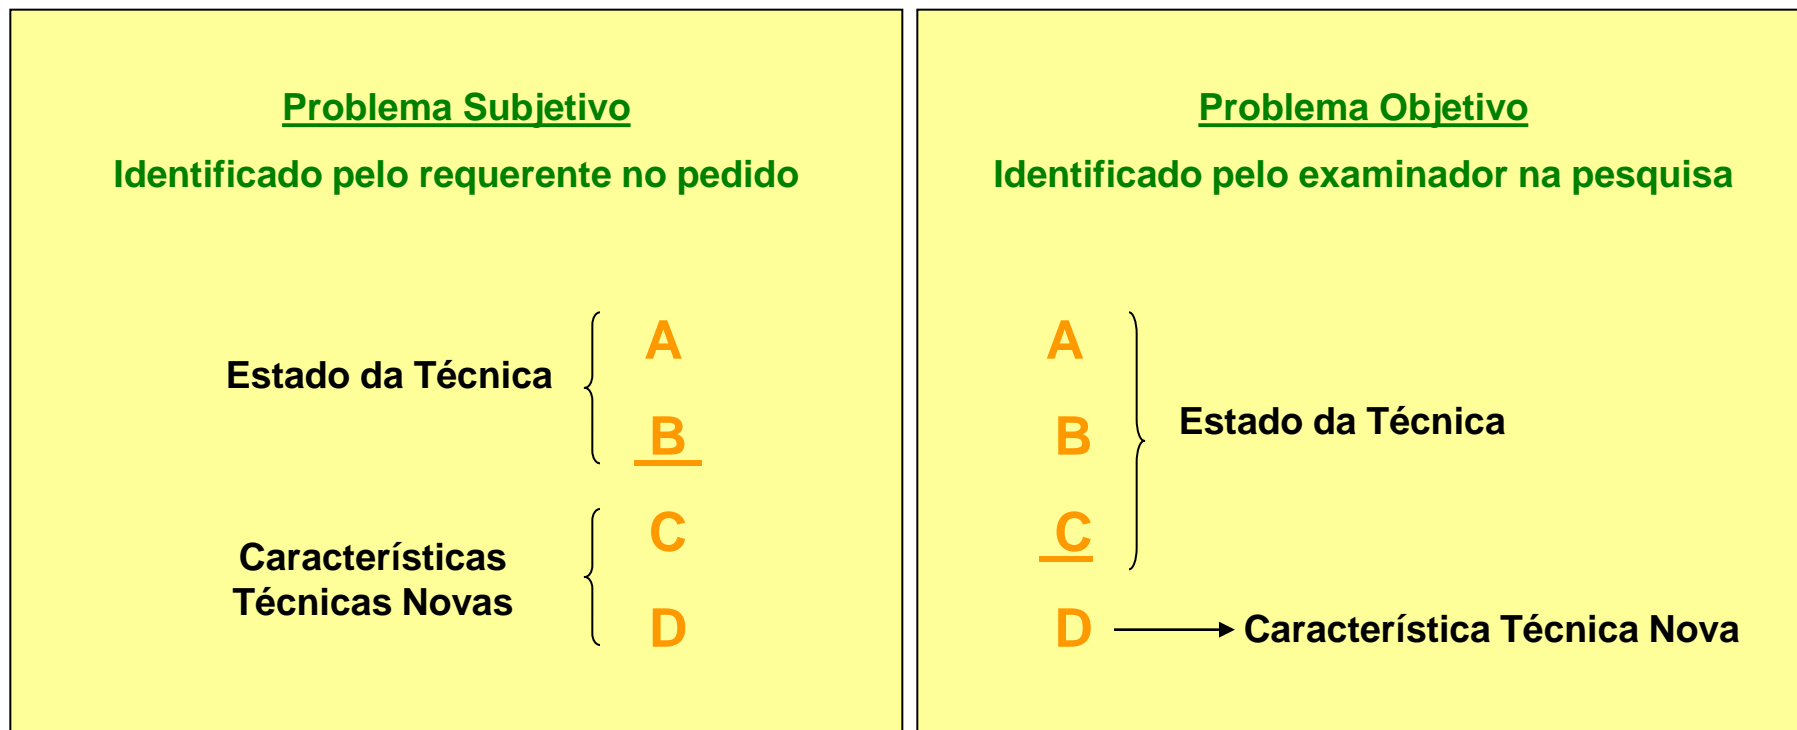 Problema Subjetivo
Identificado pelo requerente no pedido
Estado da Técnica
A
B
Características
Técnicas Novas
C
D
Problema Objetivo
Identificado pelo examinador na pesquisa
A
B
C
Estado da Técnica
D
Característica Técnica Nova